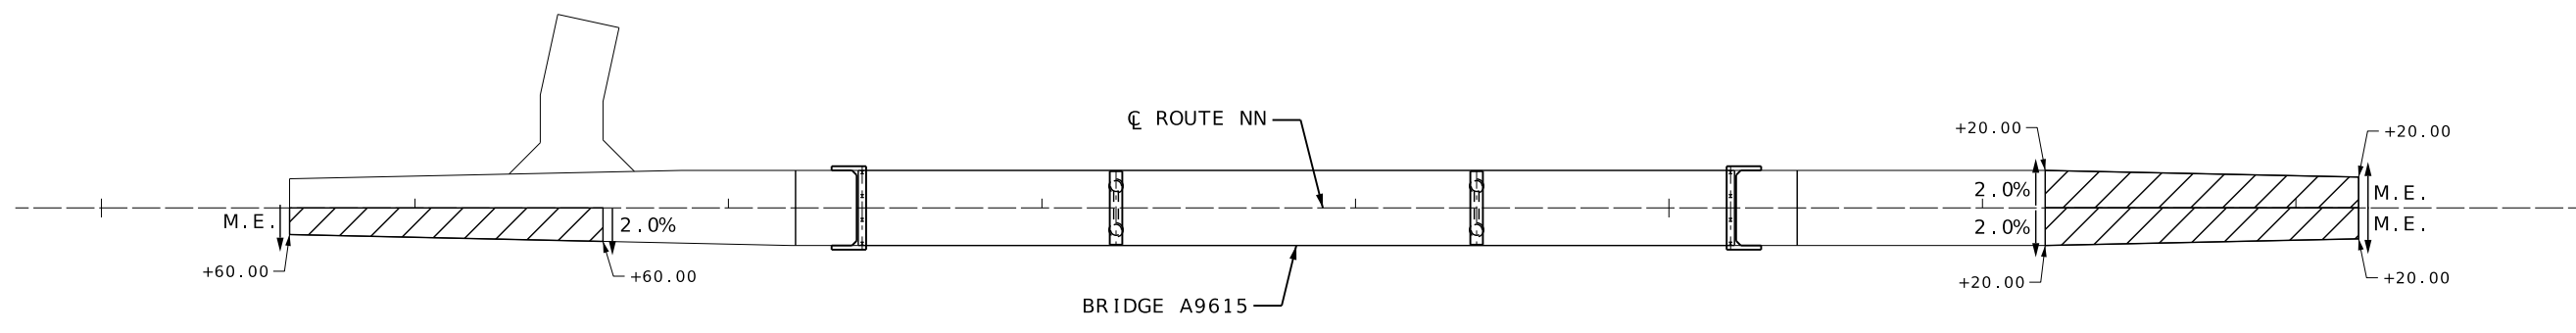 ℄ ROUTE NN
+20.00
+20.00
2.0%
M.E.
M.E.
2.0%
2.0%
M.E.
+60.00
+60.00
+20.00
+20.00
BRIDGE A9615